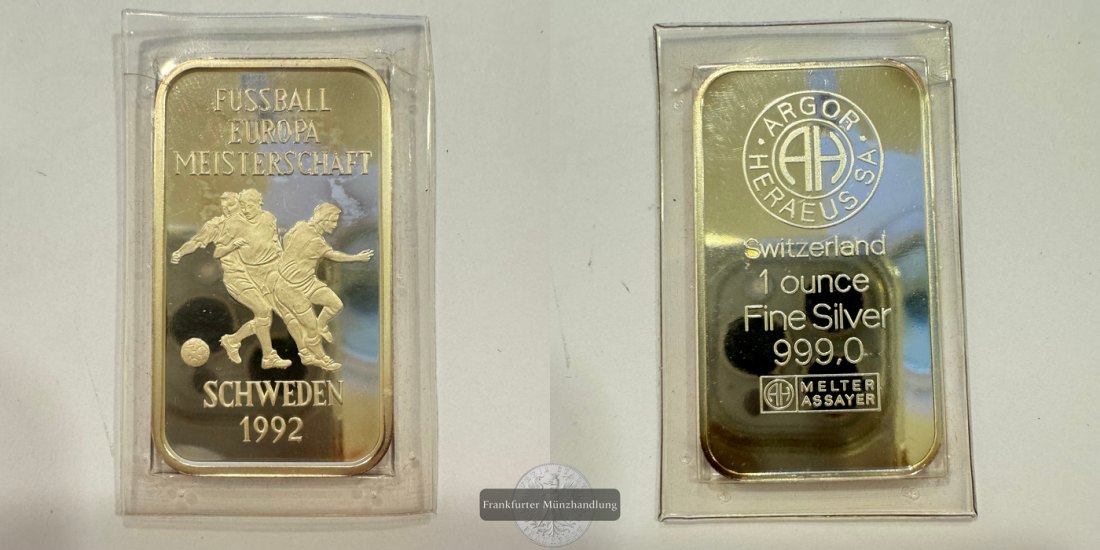 FUSSBALL
EUROPA
MEISTERSCHAFT
SCHWEDEN
1992
· ARGOR ·
HERAEUS SA
AH
Switzerland
1 ounce
Fine Silver
999,0
AH MELTER
ASSAYER
Frankfurter Münzhandlung